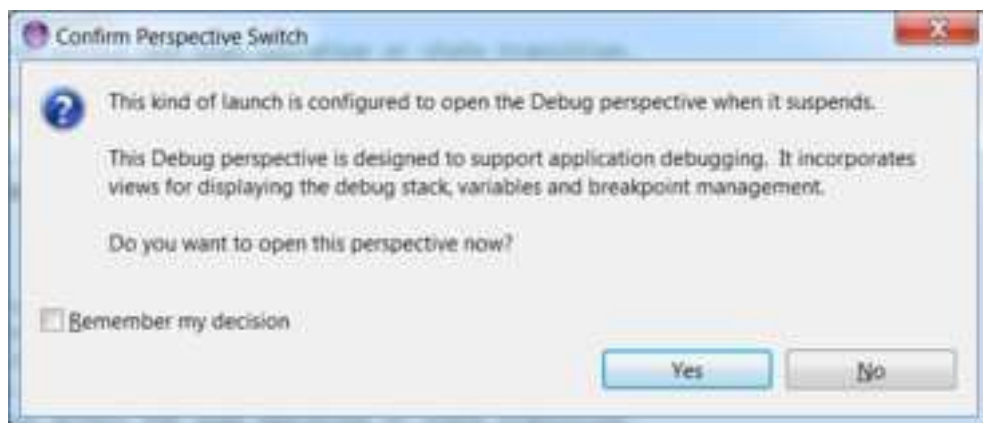 Confirm Perspective Switch
This kind of launch is configured to open the Debug perspective when it suspends.
This Debug perspective is designed to support application debugging.  It incorporates
views for displaying the debug stack, variables and breakpoint management.
Do you want to open this perspective now?
Remember my decision
Yes
No